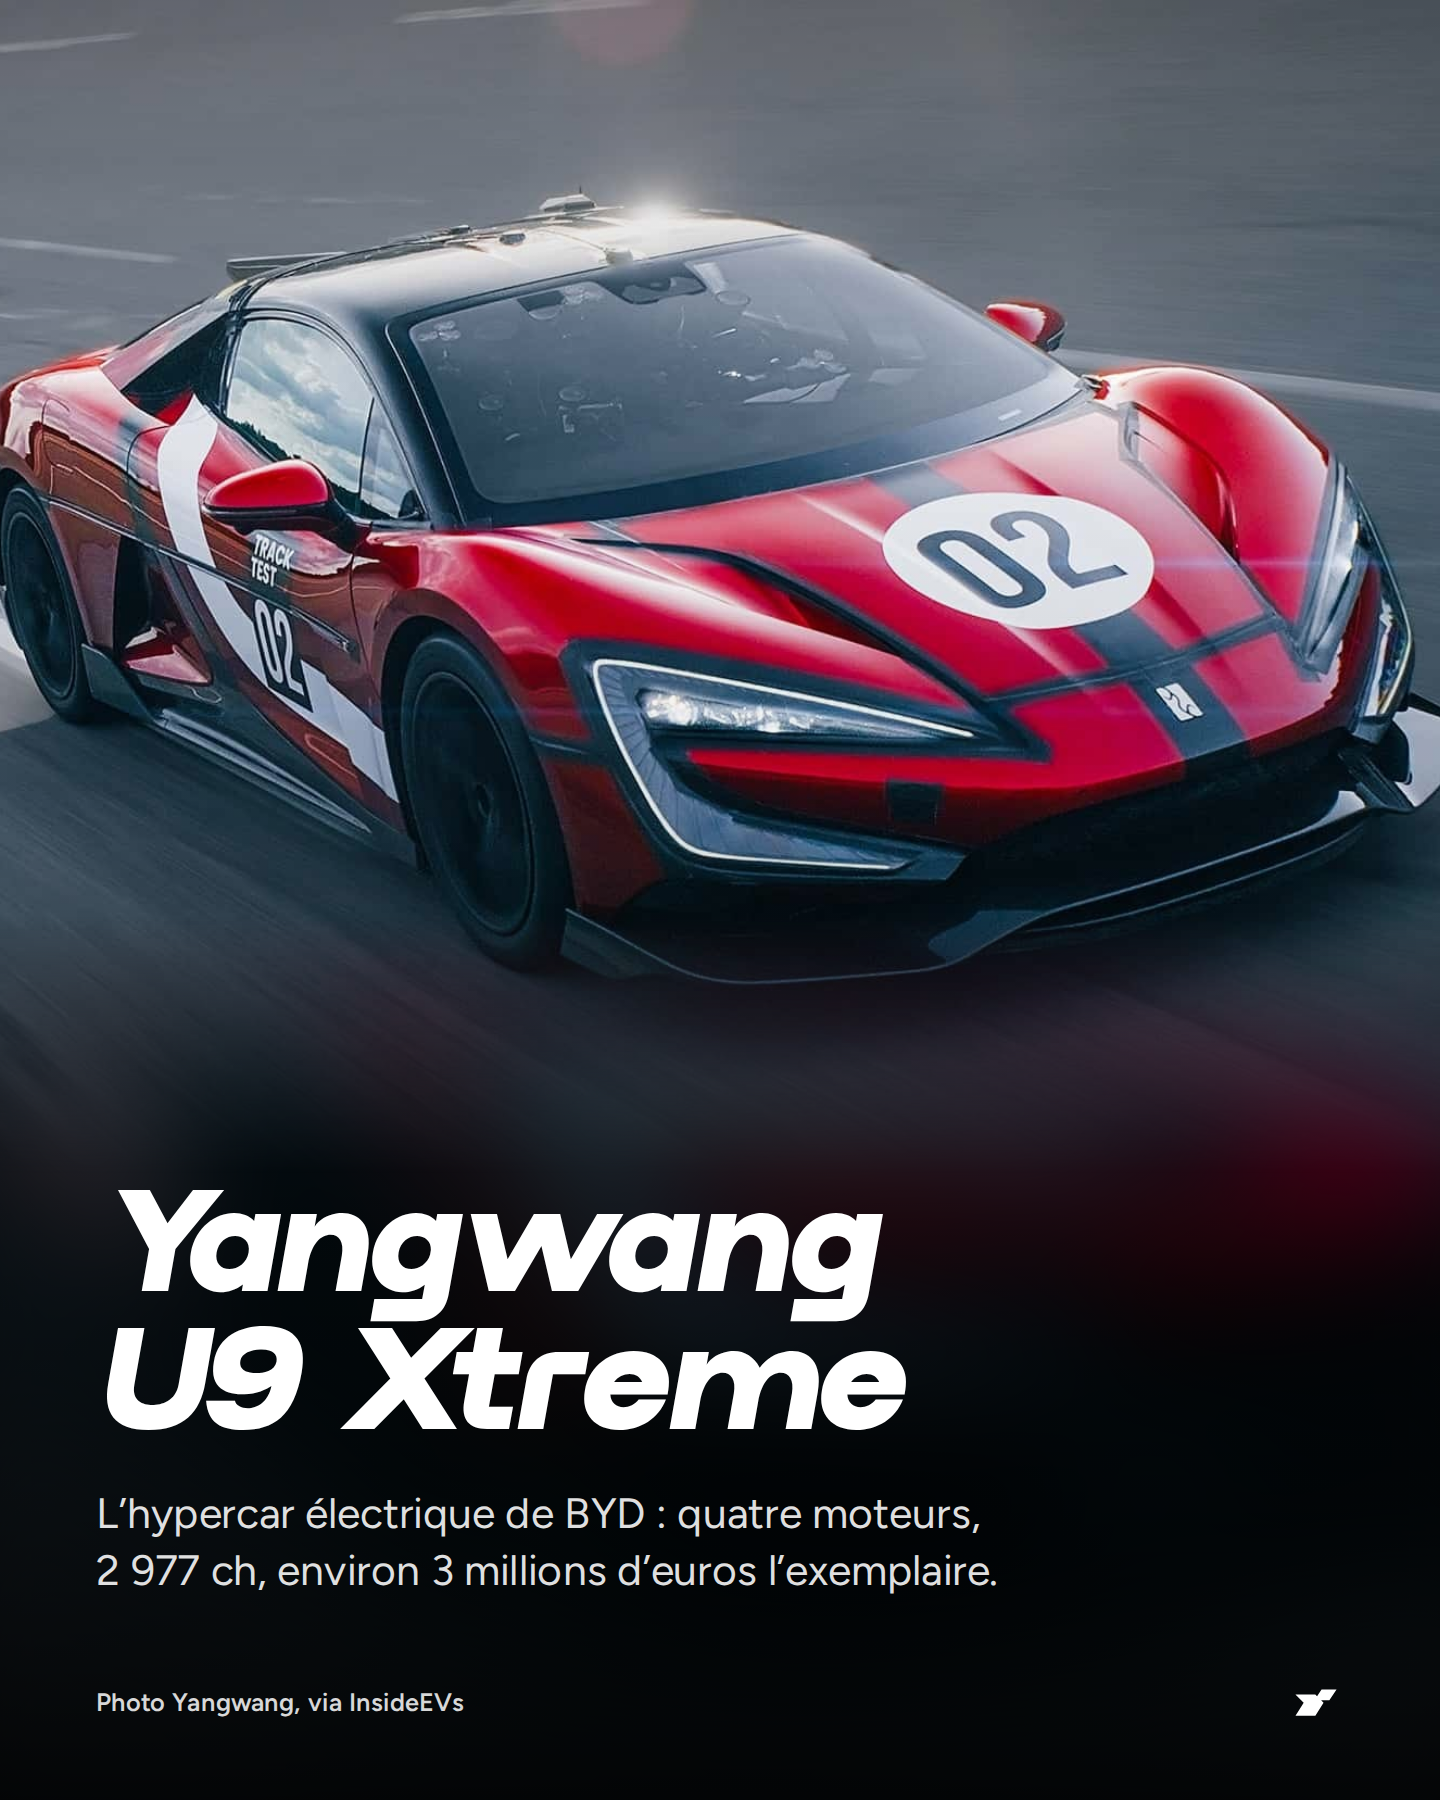 TRACK
TEST
02
02
Yangwang
U9 Xtreme
L’hypercar électrique de BYD : quatre moteurs,
2 977 ch, environ 3 millions d’euros l’exemplaire.
Photo Yangwang, via InsideEVs